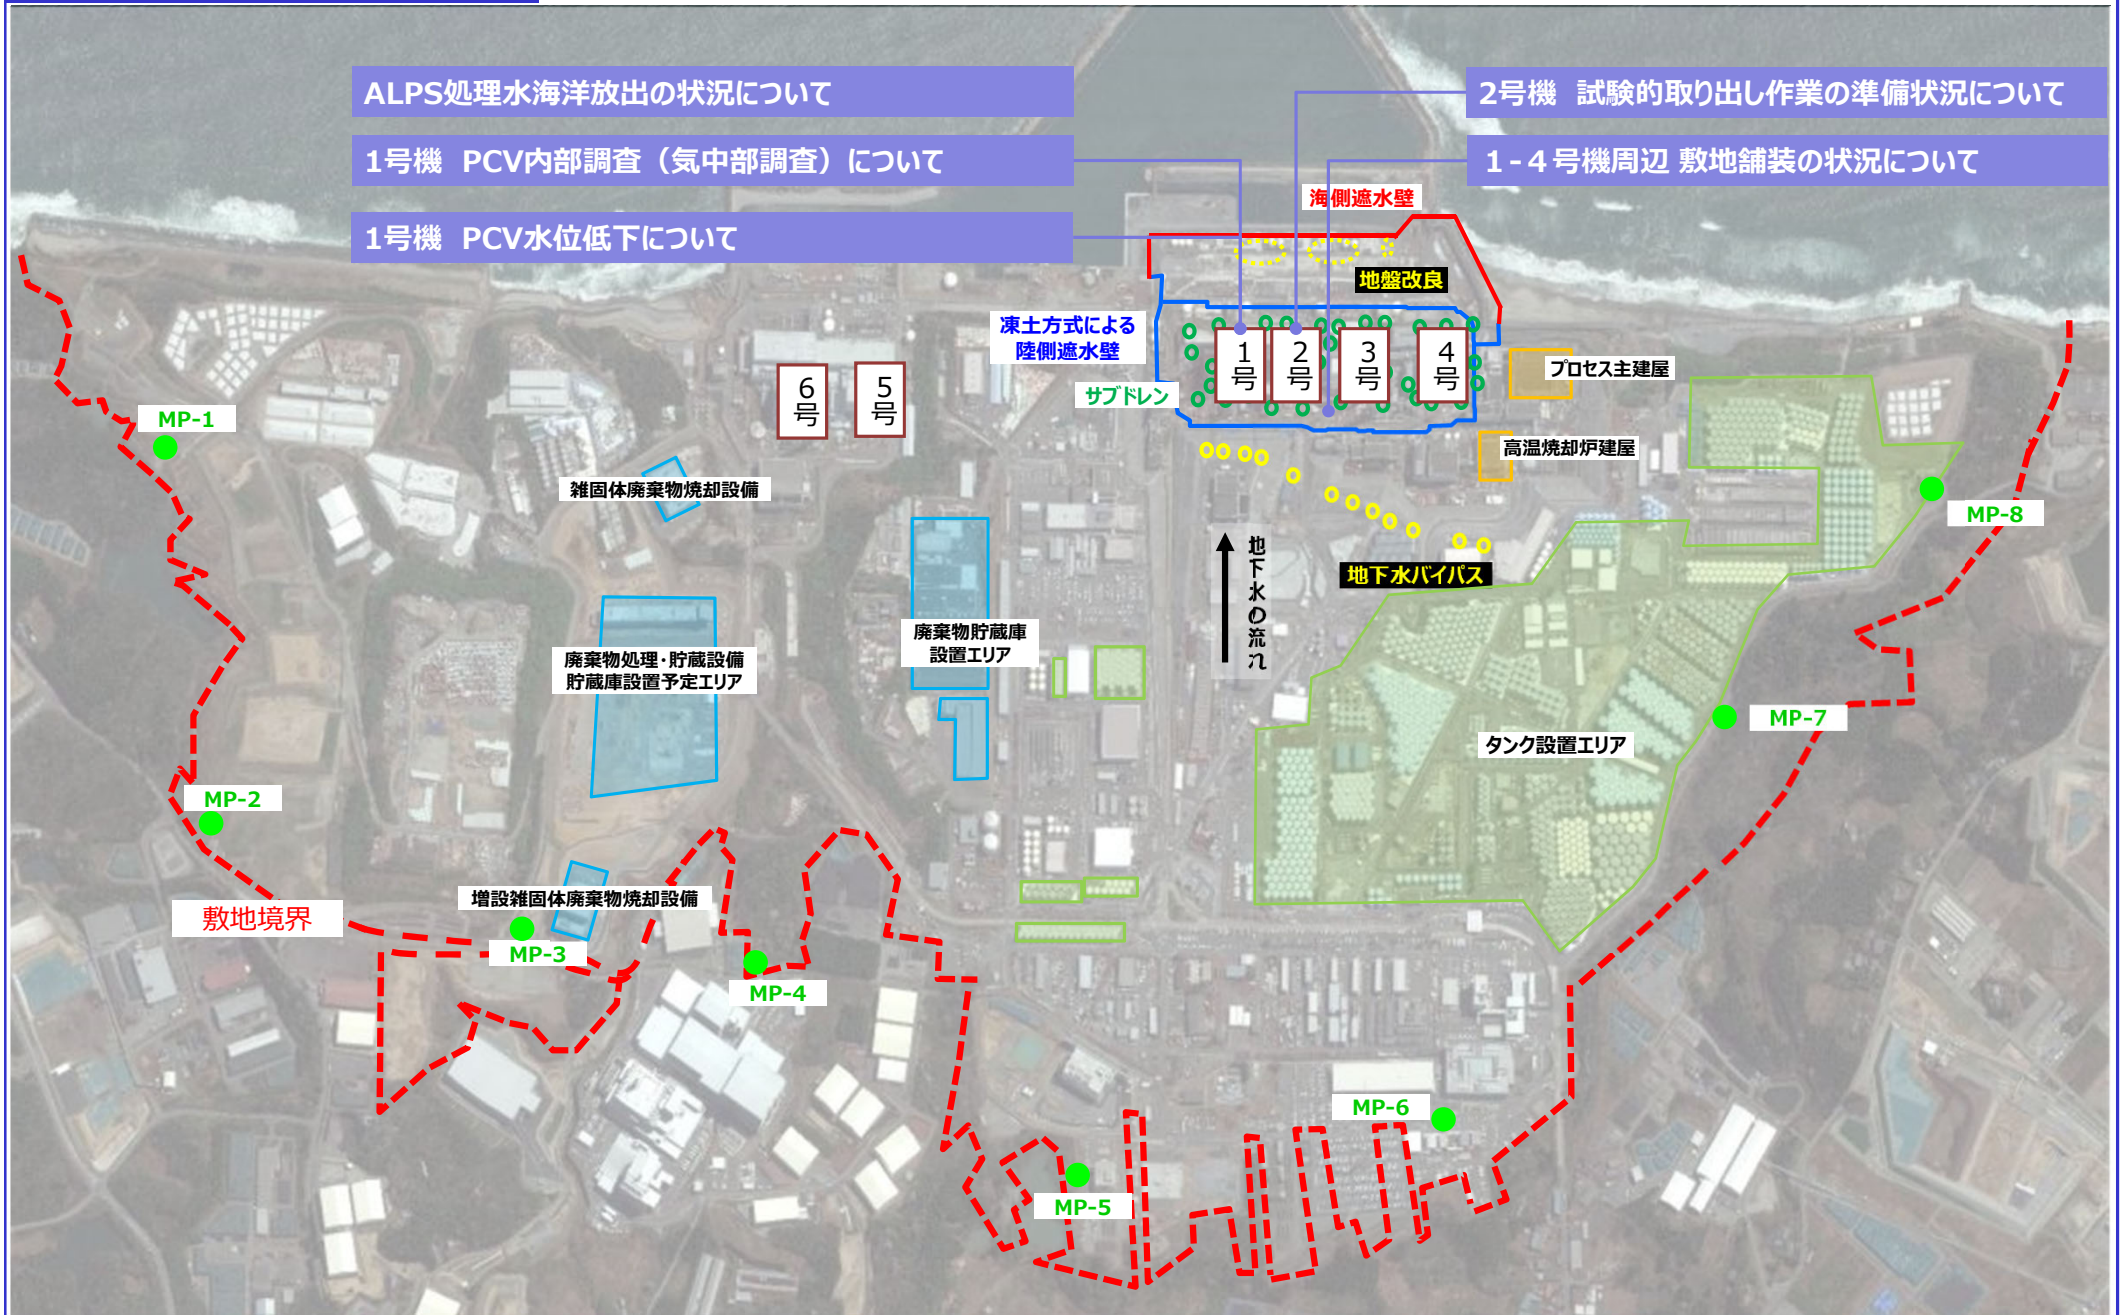 ALPS処理水海洋放出の状況について
2号機 試験的取り出し作業の準備状況について
1号機 PCV内部調査（気中部調査）について
1-4号機周辺 敷地舗装の状況について
1号機 PCV水位低下について
海側遮水壁
地盤改良
凍土方式による
陸側遮水壁
サブドレン
1号
2号
3号
4号
プロセス主建屋
6号
5号
高温焼却炉建屋
MP-1
雑固体廃棄物焼却設備
MP-8
地下水の流れ
地下水バイパス
廃棄物貯蔵庫
設置エリア
廃棄物処理・貯蔵設備
貯蔵庫設置予定エリア
MP-7
タンク設置エリア
MP-2
増設雑固体廃棄物焼却設備
敷地境界
MP-3
MP-4
MP-6
MP-5